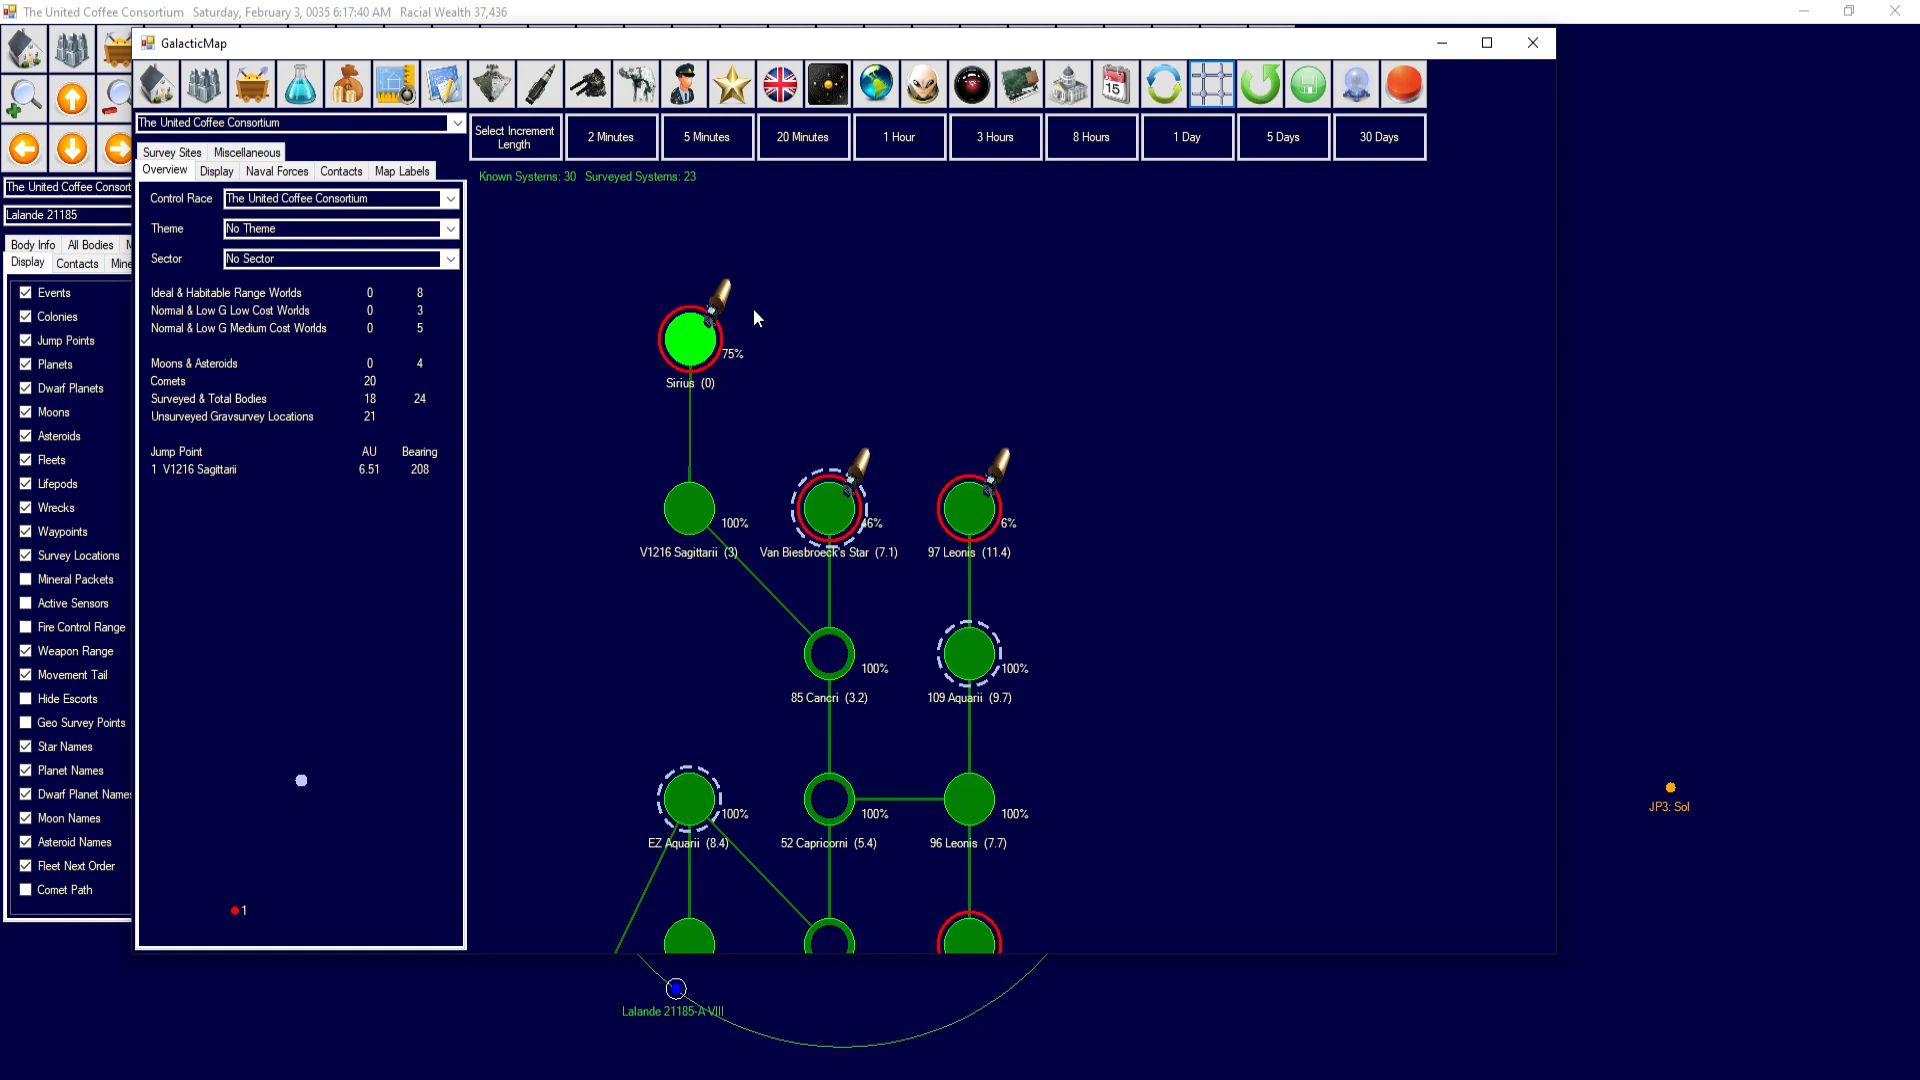 The United Coffee Consortium   Saturday, February 3, 0035 6:17:40 AM   Racial Wealth 37,436
GalacticMap
15
The United Coffee Consortium
Select Increment Length
2 Minutes
5 Minutes
20 Minutes
1 Hour
3 Hours
8 Hours
1 Day
5 Days
30 Days
Survey Sites   Miscellaneous
Overview   Display   Naval Forces   Contacts   Map Labels
Known Systems: 30   Surveyed Systems: 23
The United Coffee Consort
Lalande 21185
Body Info   All Bodies   M
Display   Contacts   Mine
Events
Colonies
Jump Points
Planets
Dwarf Planets
Moons
Asteroids
Fleets
Lifepods
Wrecks
Waypoints
Survey Locations
Mineral Packets
Active Sensors
Fire Control Range
Weapon Range
Movement Tail
Hide Escorts
Geo Survey Points
Star Names
Planet Names
Dwarf Planet Names
Moon Names
Asteroid Names
Fleet Next Order
Comet Path
Control Race   The United Coffee Consortium
Theme   No Theme
Sector   No Sector
Ideal & Habitable Range Worlds   0   8
Normal & Low G Low Cost Worlds   0   3
Normal & Low G Medium Cost Worlds   0   5
Moons & Asteroids   0   4
Comets   20
Surveyed & Total Bodies   18   24
Unsurveyed Gravsurvey Locations   21
Jump Point   AU   Bearing
1 V1216 Sagittarii   6.51   208
1
75%
Sirius (0)
100%
V1216 Sagittarii (3)
46%
Van Biesbroeck's Star (7.1)
6%
97 Leonis (11.4)
100%
85 Cancri (3.2)
100%
109 Aquarii (9.7)
100%
EZ Aquarii (8.4)
100%
52 Capricorni (5.4)
100%
96 Leonis (7.7)
JP3: Sol
Lalande 21185-A VIII